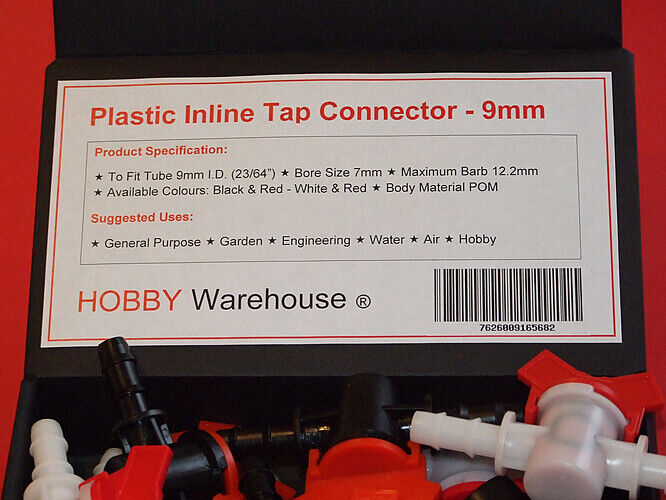 Plastic Inline Tap Connector - 9mm
Product Specification:
★ To Fit Tube 9mm I.D. (23/64") ★ Bore Size 7mm ★ Maximum Barb 12.2mm
★ Available Colours: Black & Red - White & Red ★ Body Material POM
Suggested Uses:
★ General Purpose ★ Garden ★ Engineering ★ Water ★ Air ★ Hobby
HOBBY Warehouse ®
7626009165682